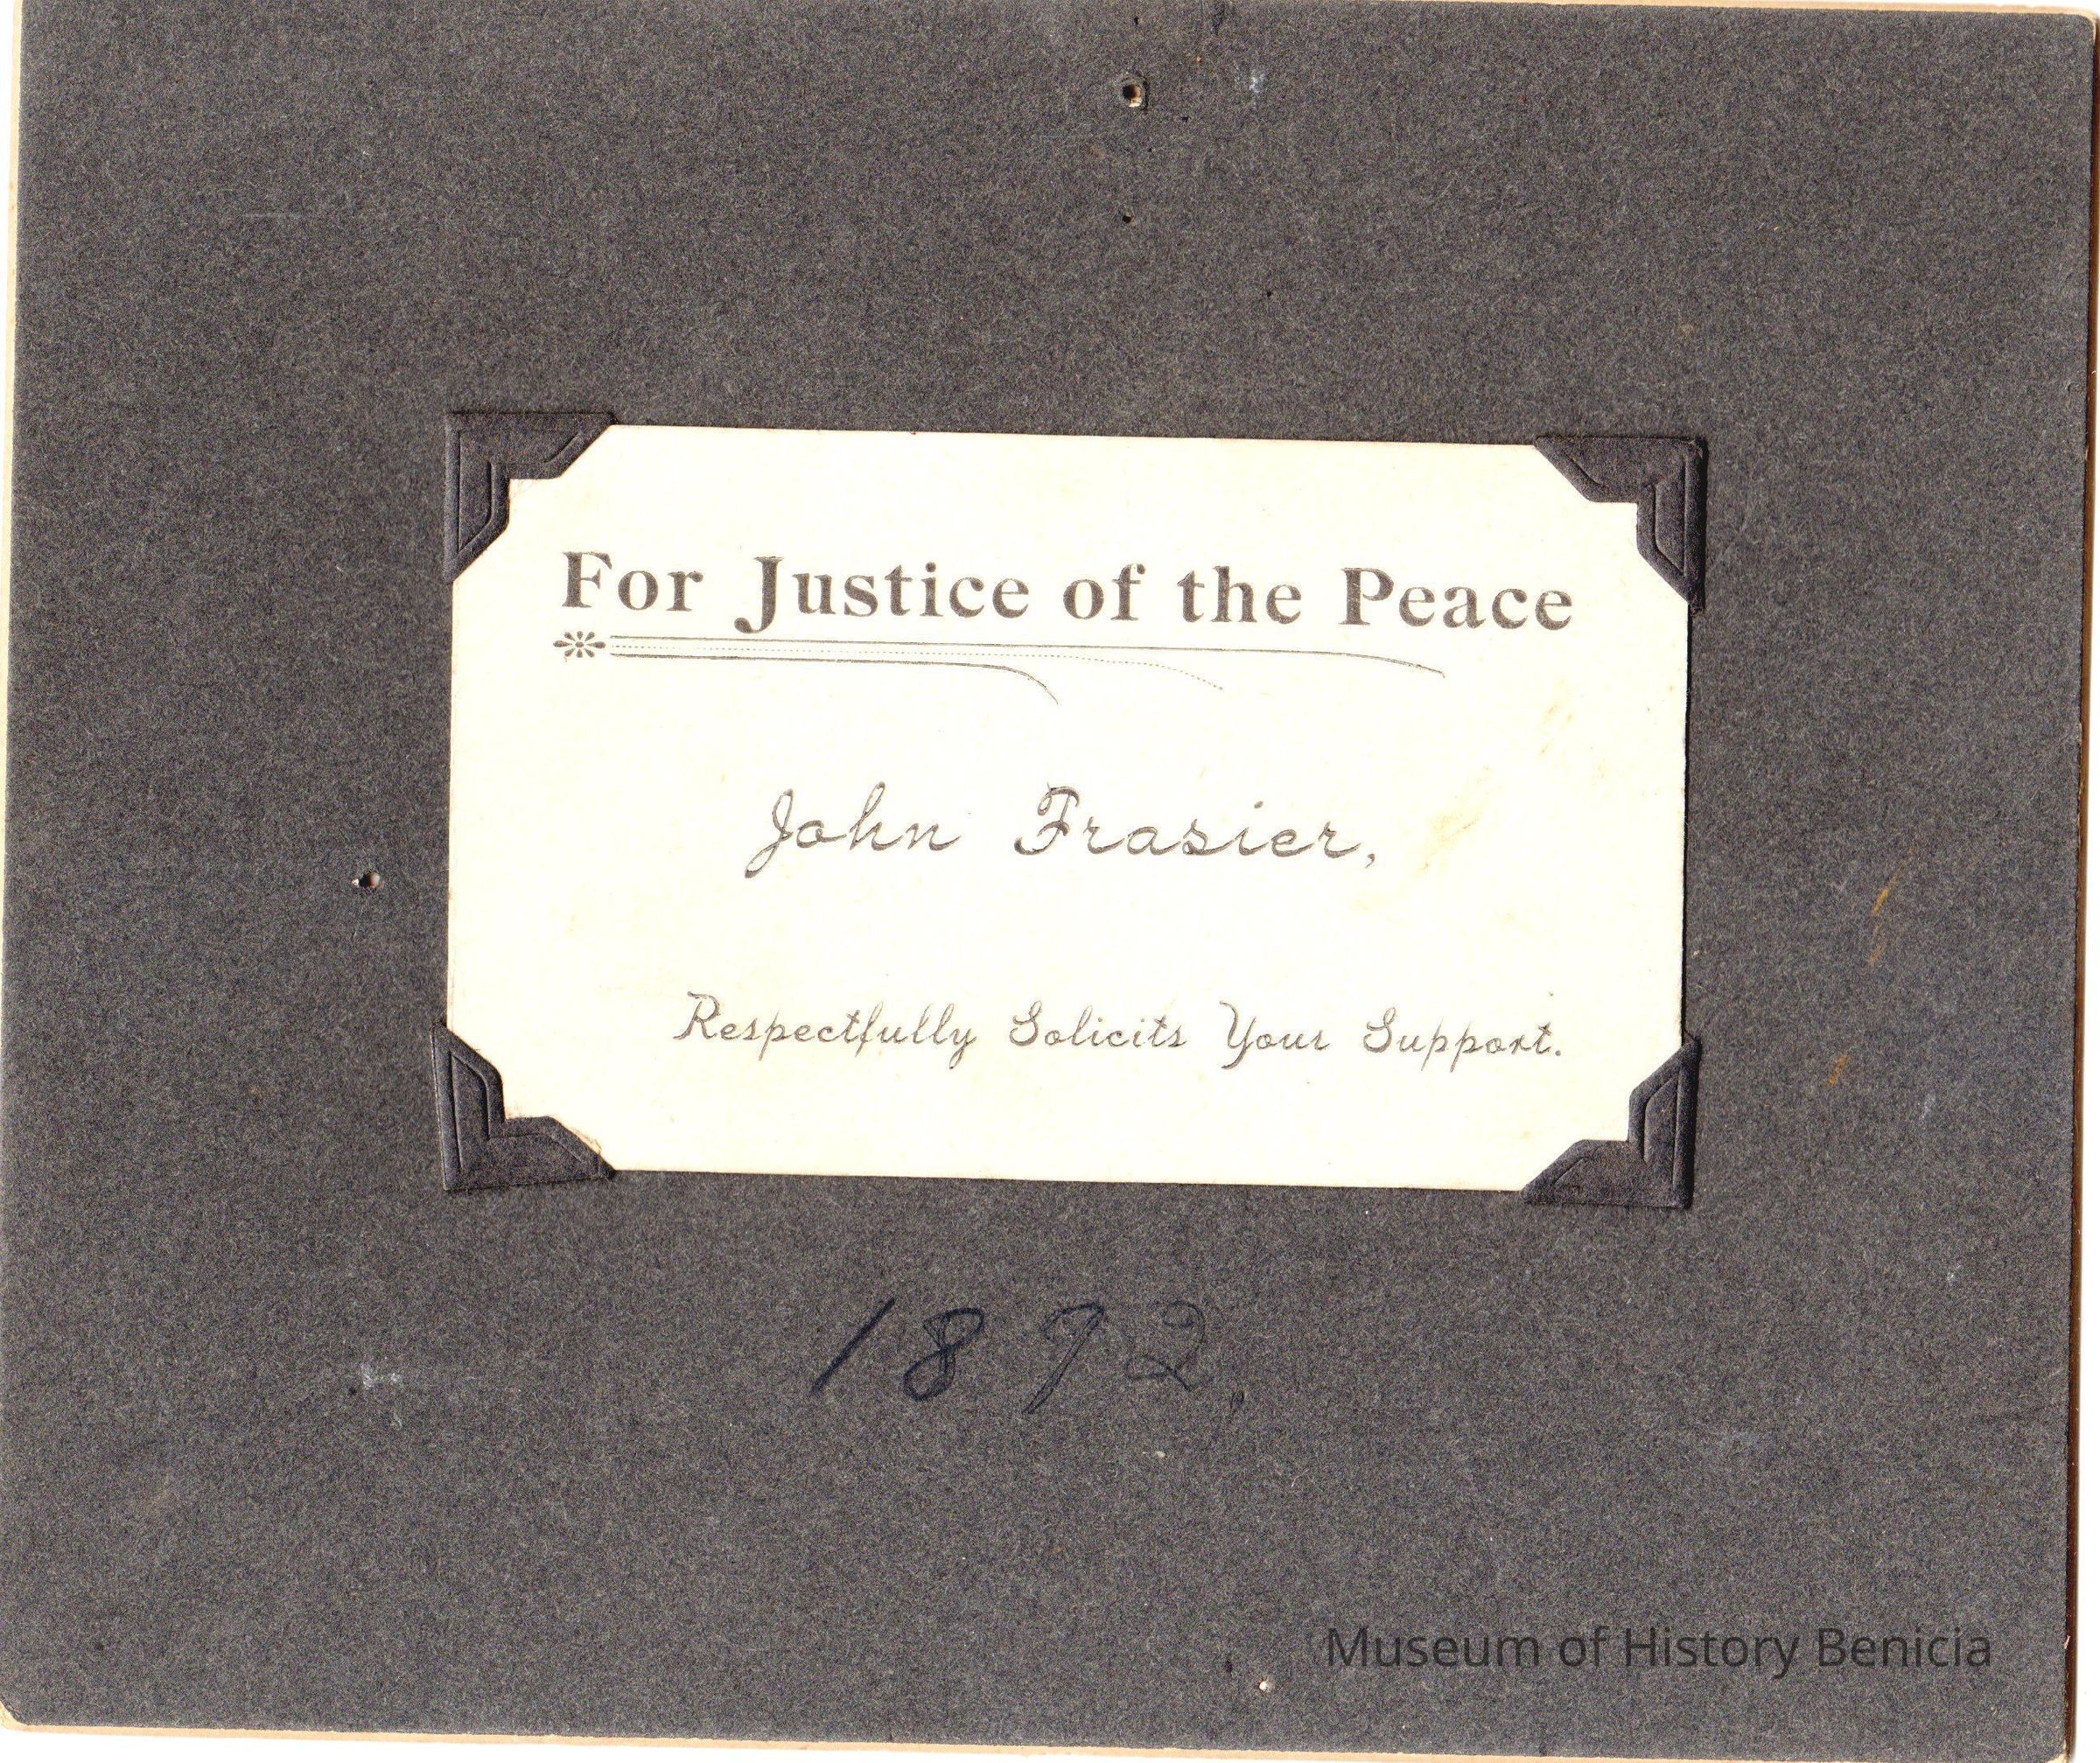 For Justice of the Peace
John Frasier,
Respectfully Solicits Your Support.
1892.
Museum of History Benicia